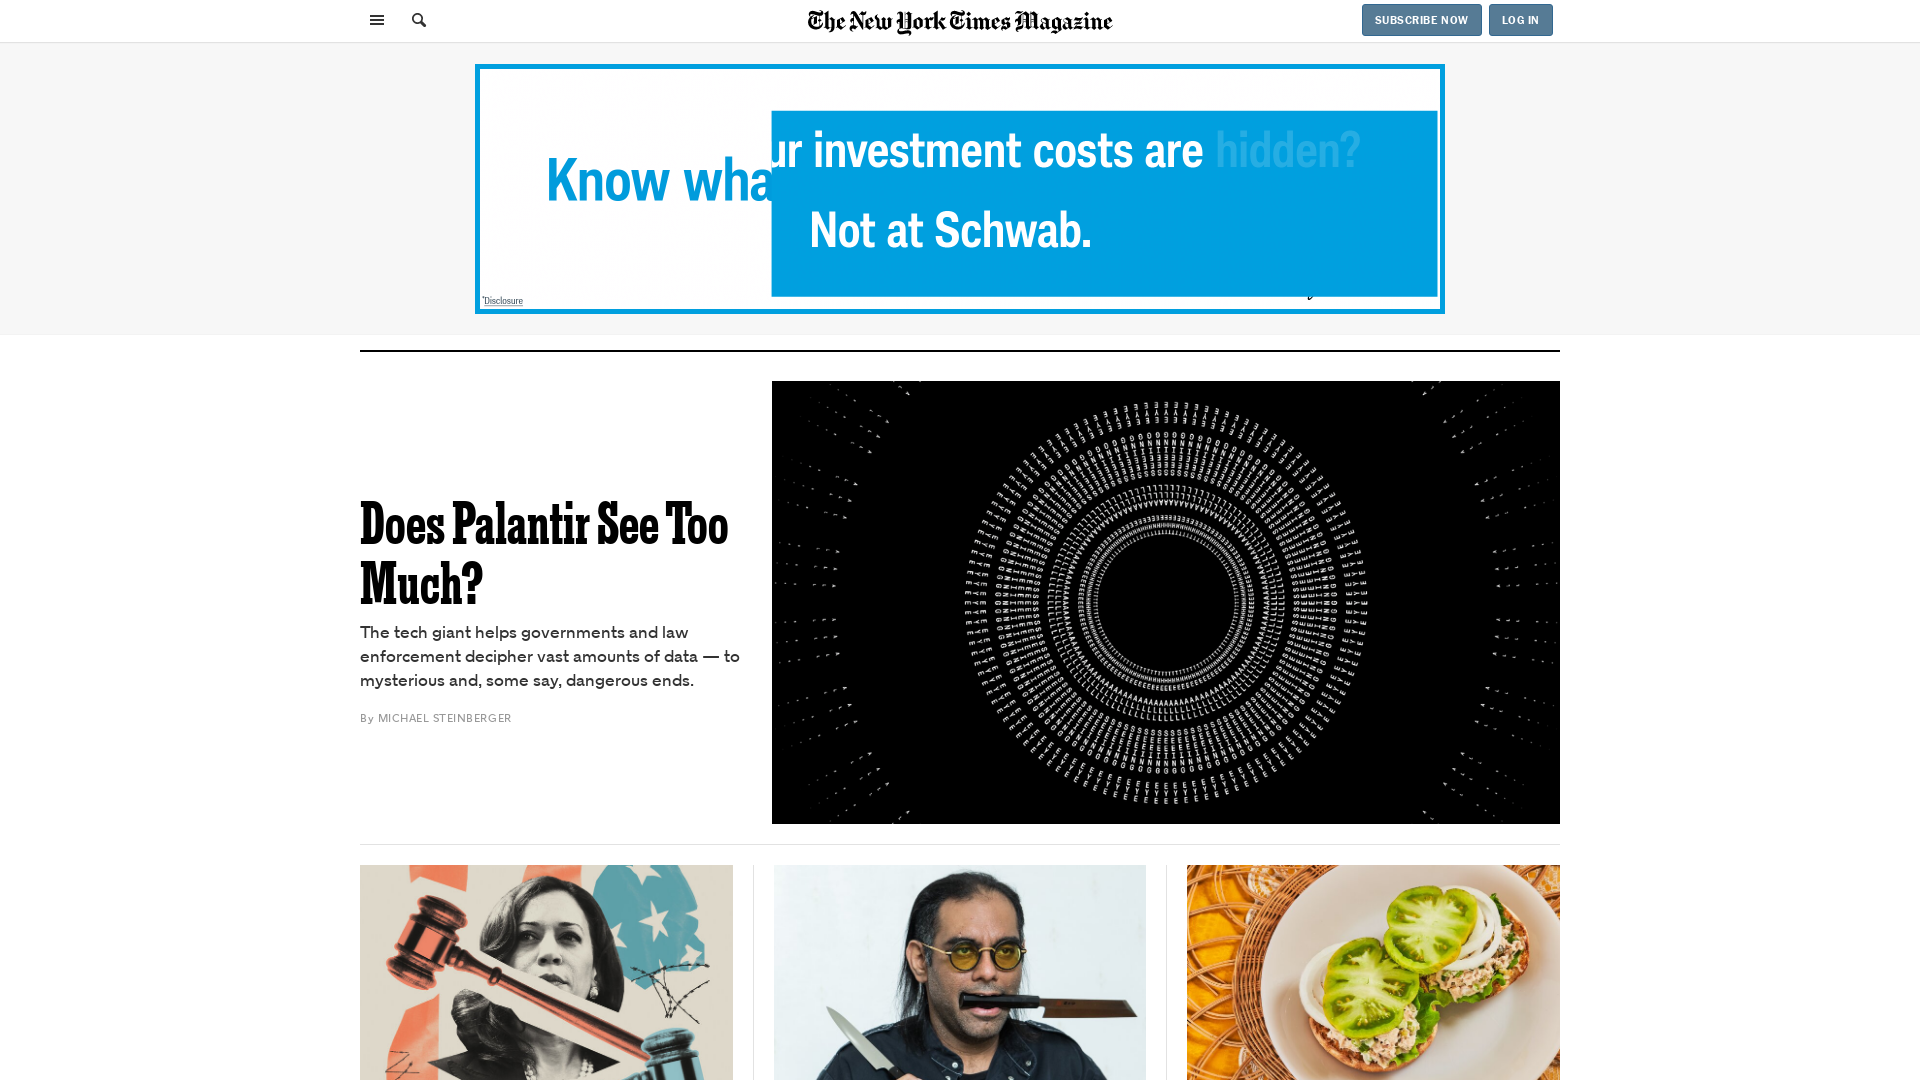 The New York Times Magazine
SUBSCRIBE NOW
LOG IN
ur investment costs are hidden?
Know wha
Not at Schwab.
*Disclosure
Does Palantir See Too
Much?
The tech giant helps governments and law
enforcement decipher vast amounts of data — to
mysterious and, some say, dangerous ends.
By MICHAEL STEINBERGER